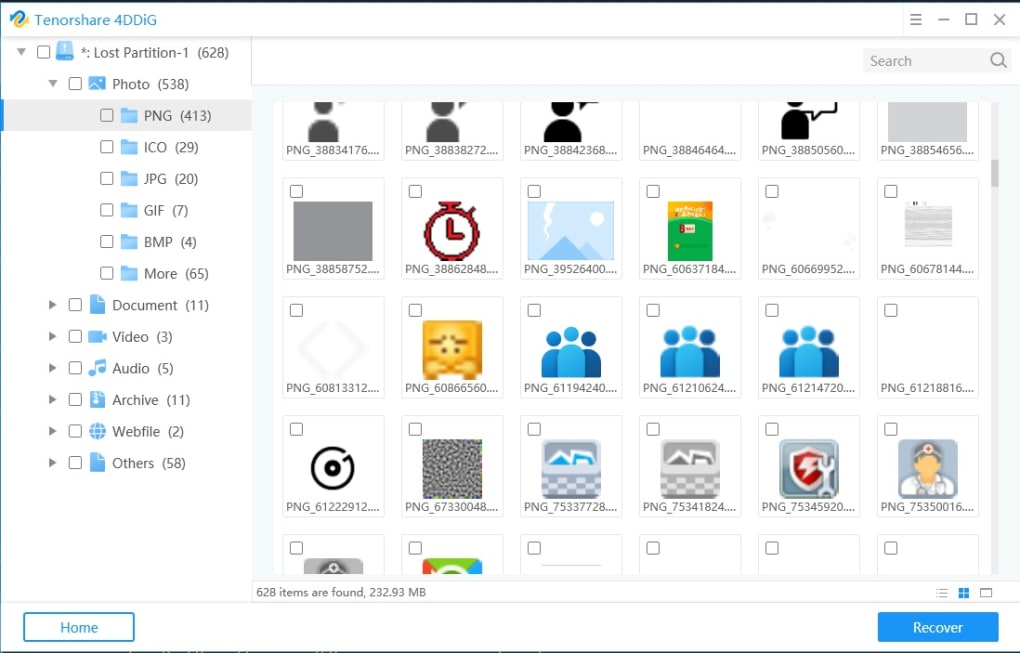 Tenorshare 4DDiG
*: Lost Partition-1 (628)
Photo (538)
PNG (413)
ICO (29)
JPG (20)
GIF (7)
BMP (4)
More (65)
Document (11)
Video (3)
Audio (5)
Archive (11)
Webfile (2)
Others (58)
Search
PNG_38834176.... PNG_38838272.... PNG_38842368.... PNG_38846464.... PNG_38850560.... PNG_38854656....
PNG_38858752.... PNG_38862848.... PNG_39526400.... PNG_60637184.... PNG_60669952.... PNG_60678144....
PNG_60813312.... PNG_60866560.... PNG_61194240.... PNG_61210624.... PNG_61214720.... PNG_61218816....
PNG_61222912.... PNG_67330048.... PNG_75337728.... PNG_75341824.... PNG_75345920.... PNG_75350016....
628 items are found, 232.93 MB
Home
Recover